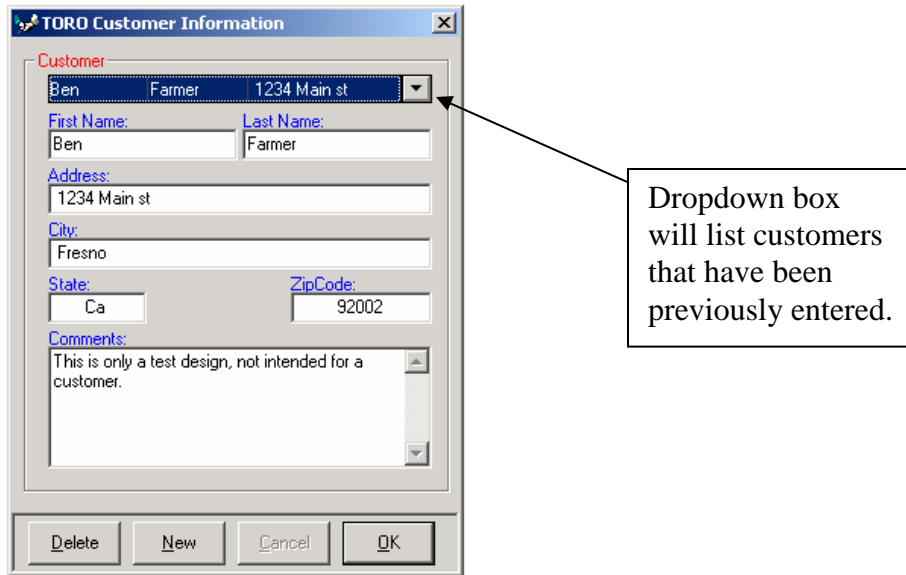 TORO Customer Information
Customer
Ben Farmer 1234 Main st
First Name: Last Name:
Ben Farmer
Address:
1234 Main st
City:
Fresno
State: ZipCode:
Ca 92002
Comments:
This is only a test design, not intended for a
customer.
Delete New Cancel OK
Dropdown box
will list customers
that have been
previously entered.